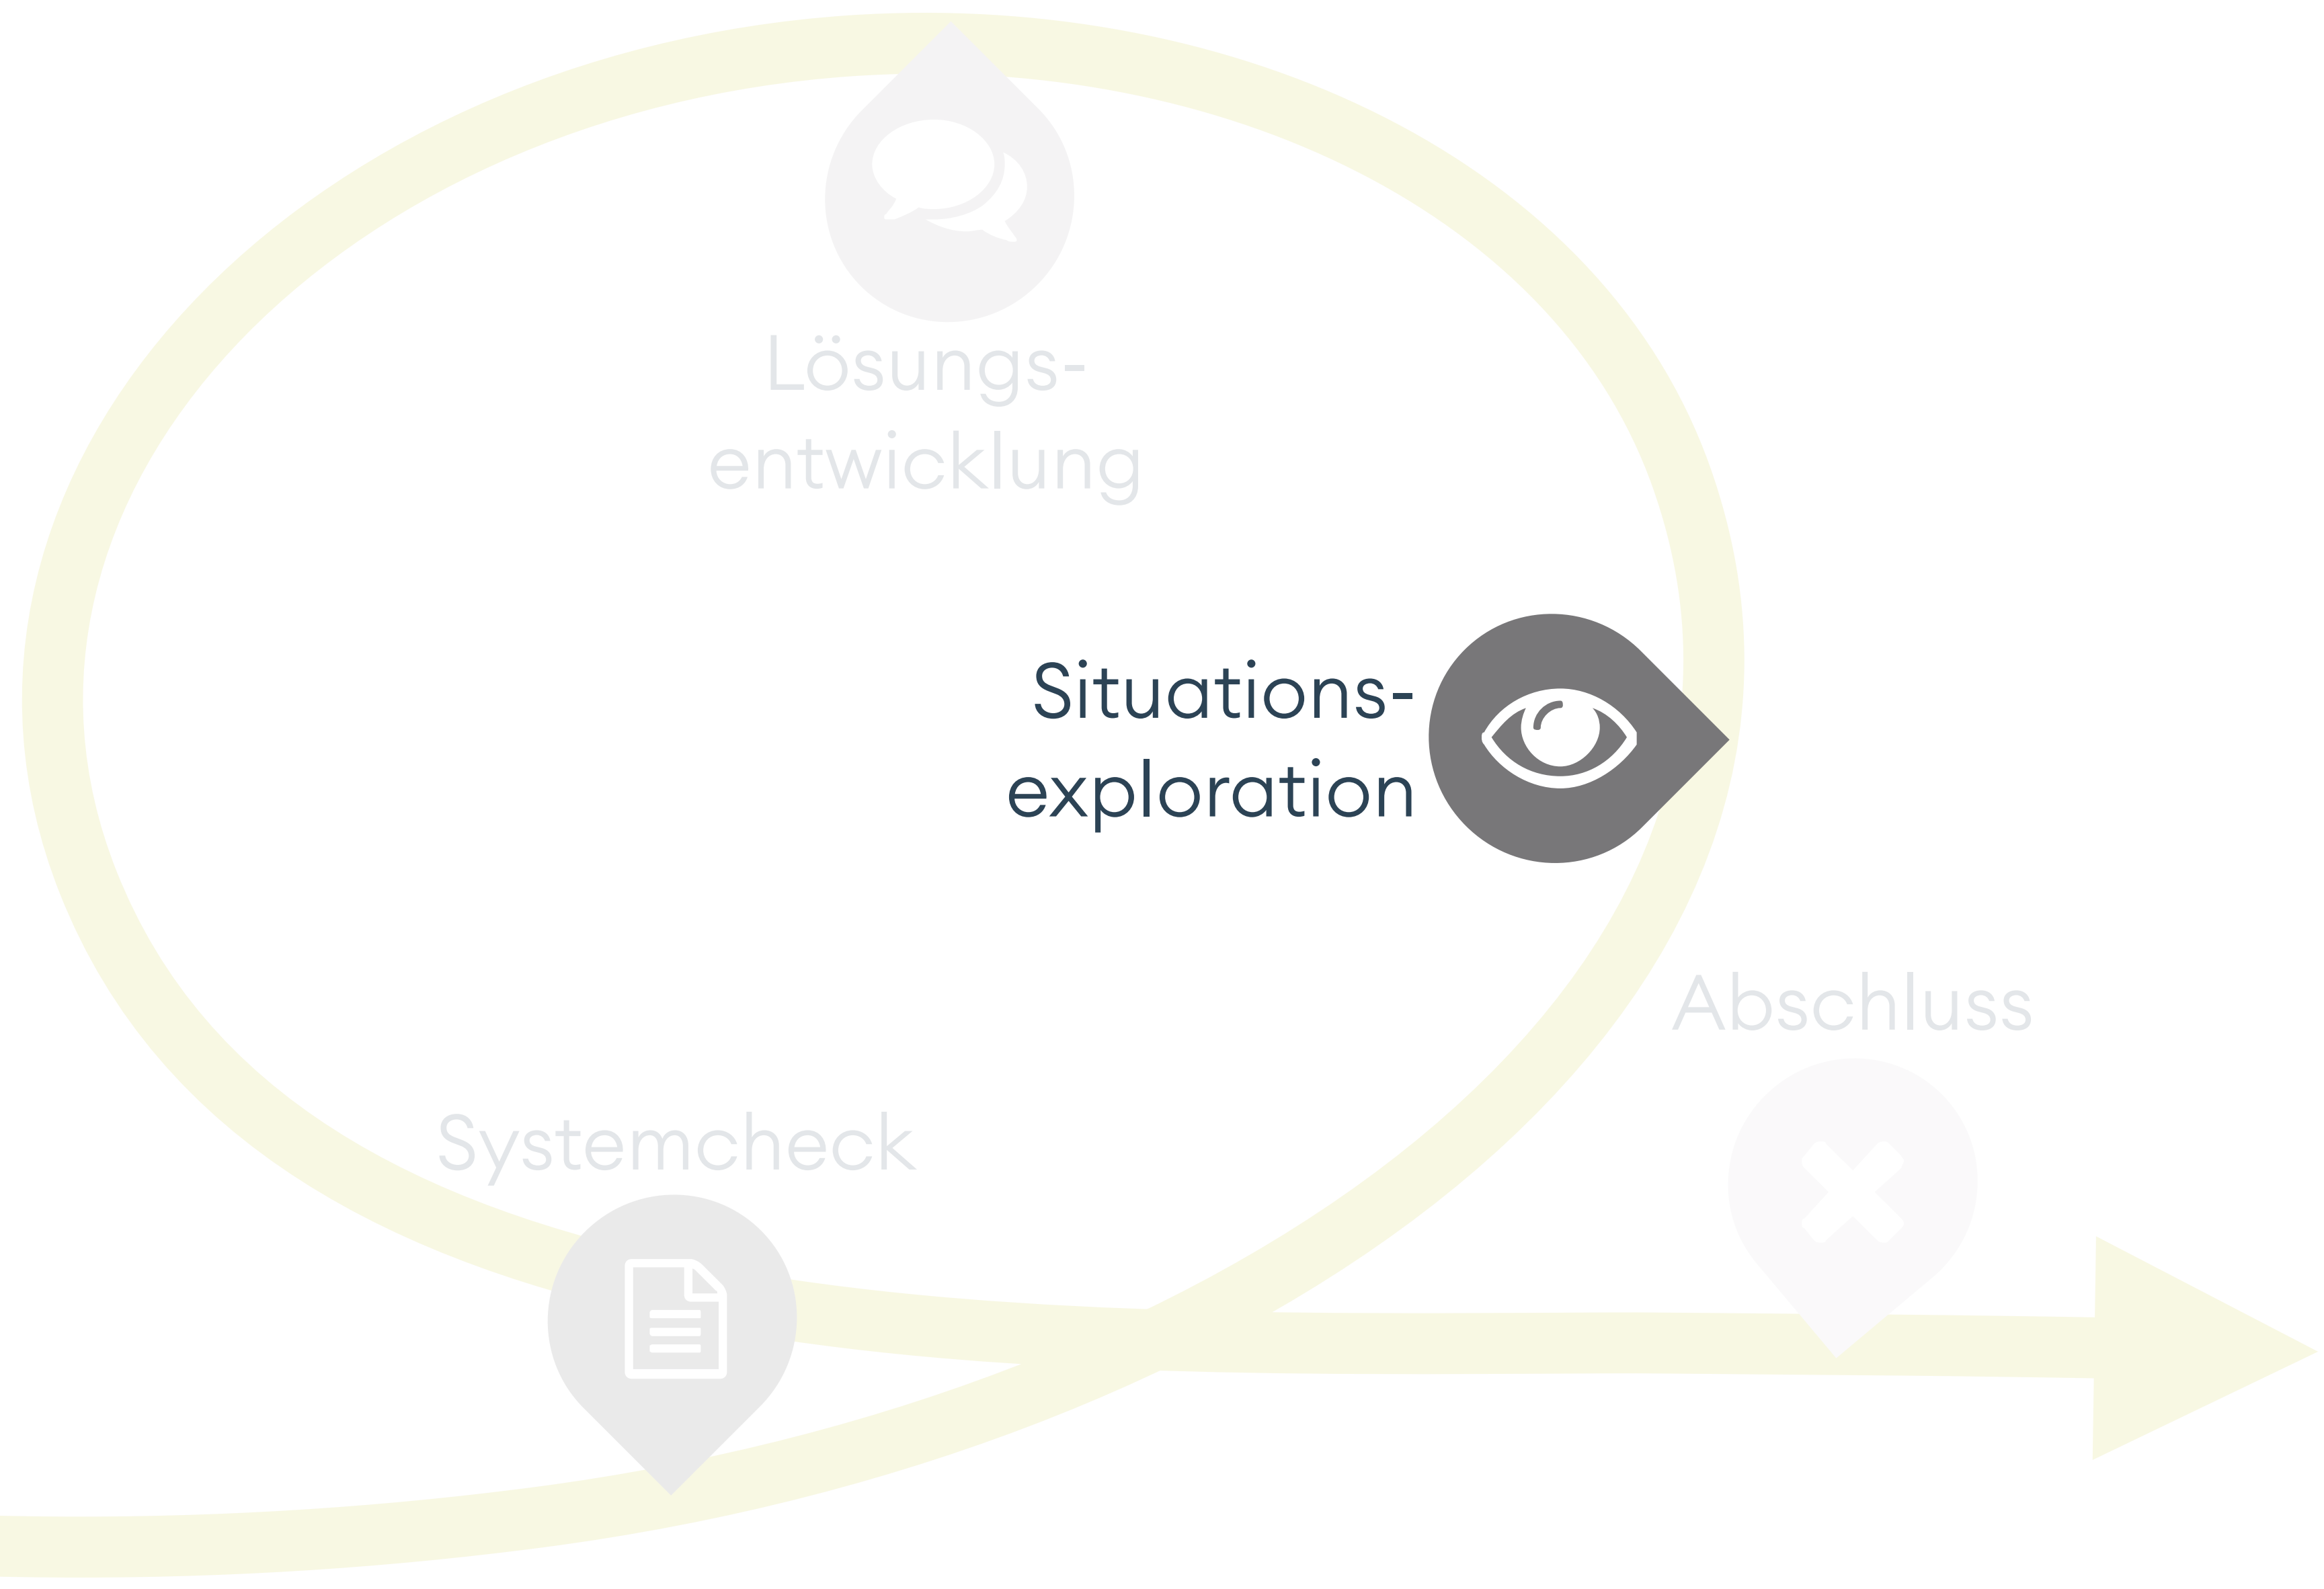 Lösungs-
entwicklung
Situations-
exploration
Abschluss
Systemcheck